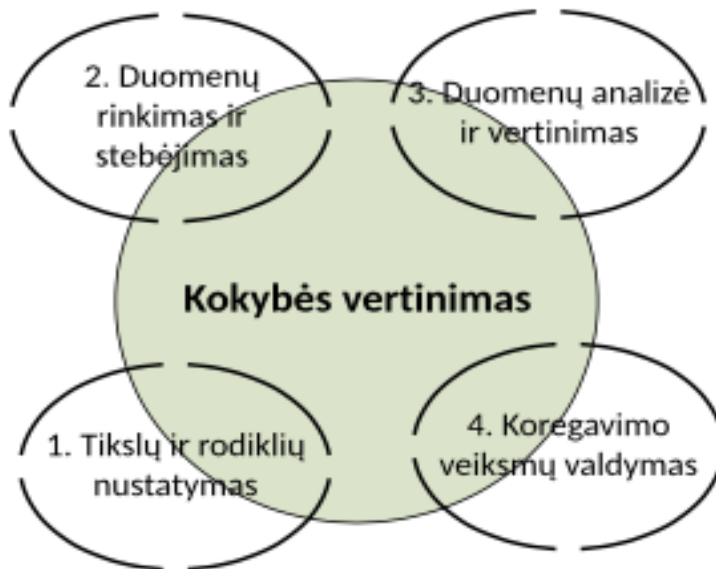 2. Duomenų
rinkimas ir
stebėjimas
3. Duomenų analizė
ir vertinimas
Kokybės vertinimas
1. Tikslų ir rodiklių
nustatymas
4. Koregavimo
veiksmų valdymas